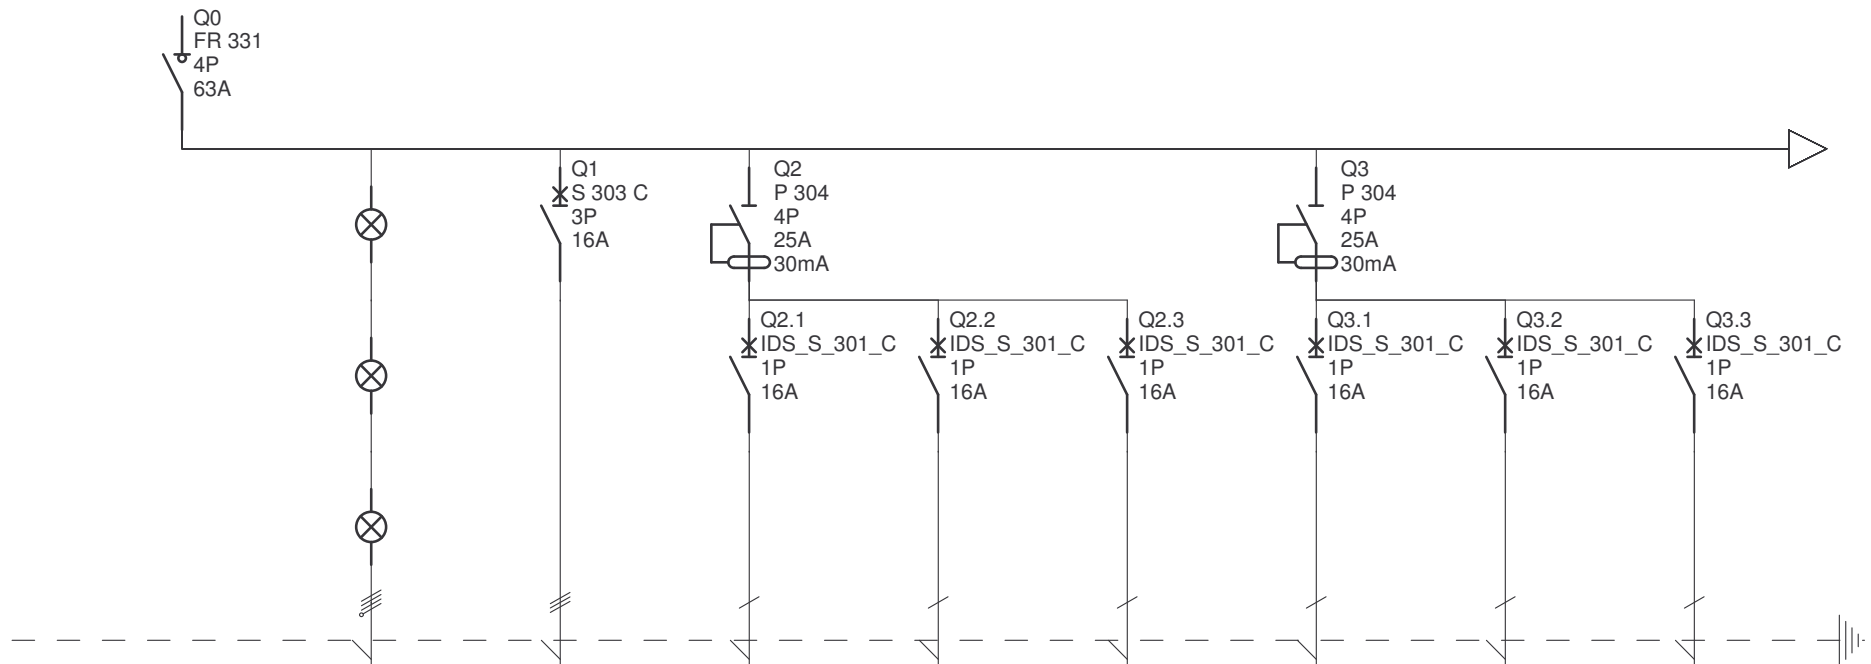 Q0
FR 331
4P
63A
Q1
S 303 C
3P
16A
Q2
P 304
4P
25A
30mA
Q3
P 304
4P
25A
30mA
Q2.1
IDS_S_301_C
1P
16A
Q2.2
IDS_S_301_C
1P
16A
Q2.3
IDS_S_301_C
1P
16A
Q3.1
IDS_S_301_C
1P
16A
Q3.2
IDS_S_301_C
1P
16A
Q3.3
IDS_S_301_C
1P
16A